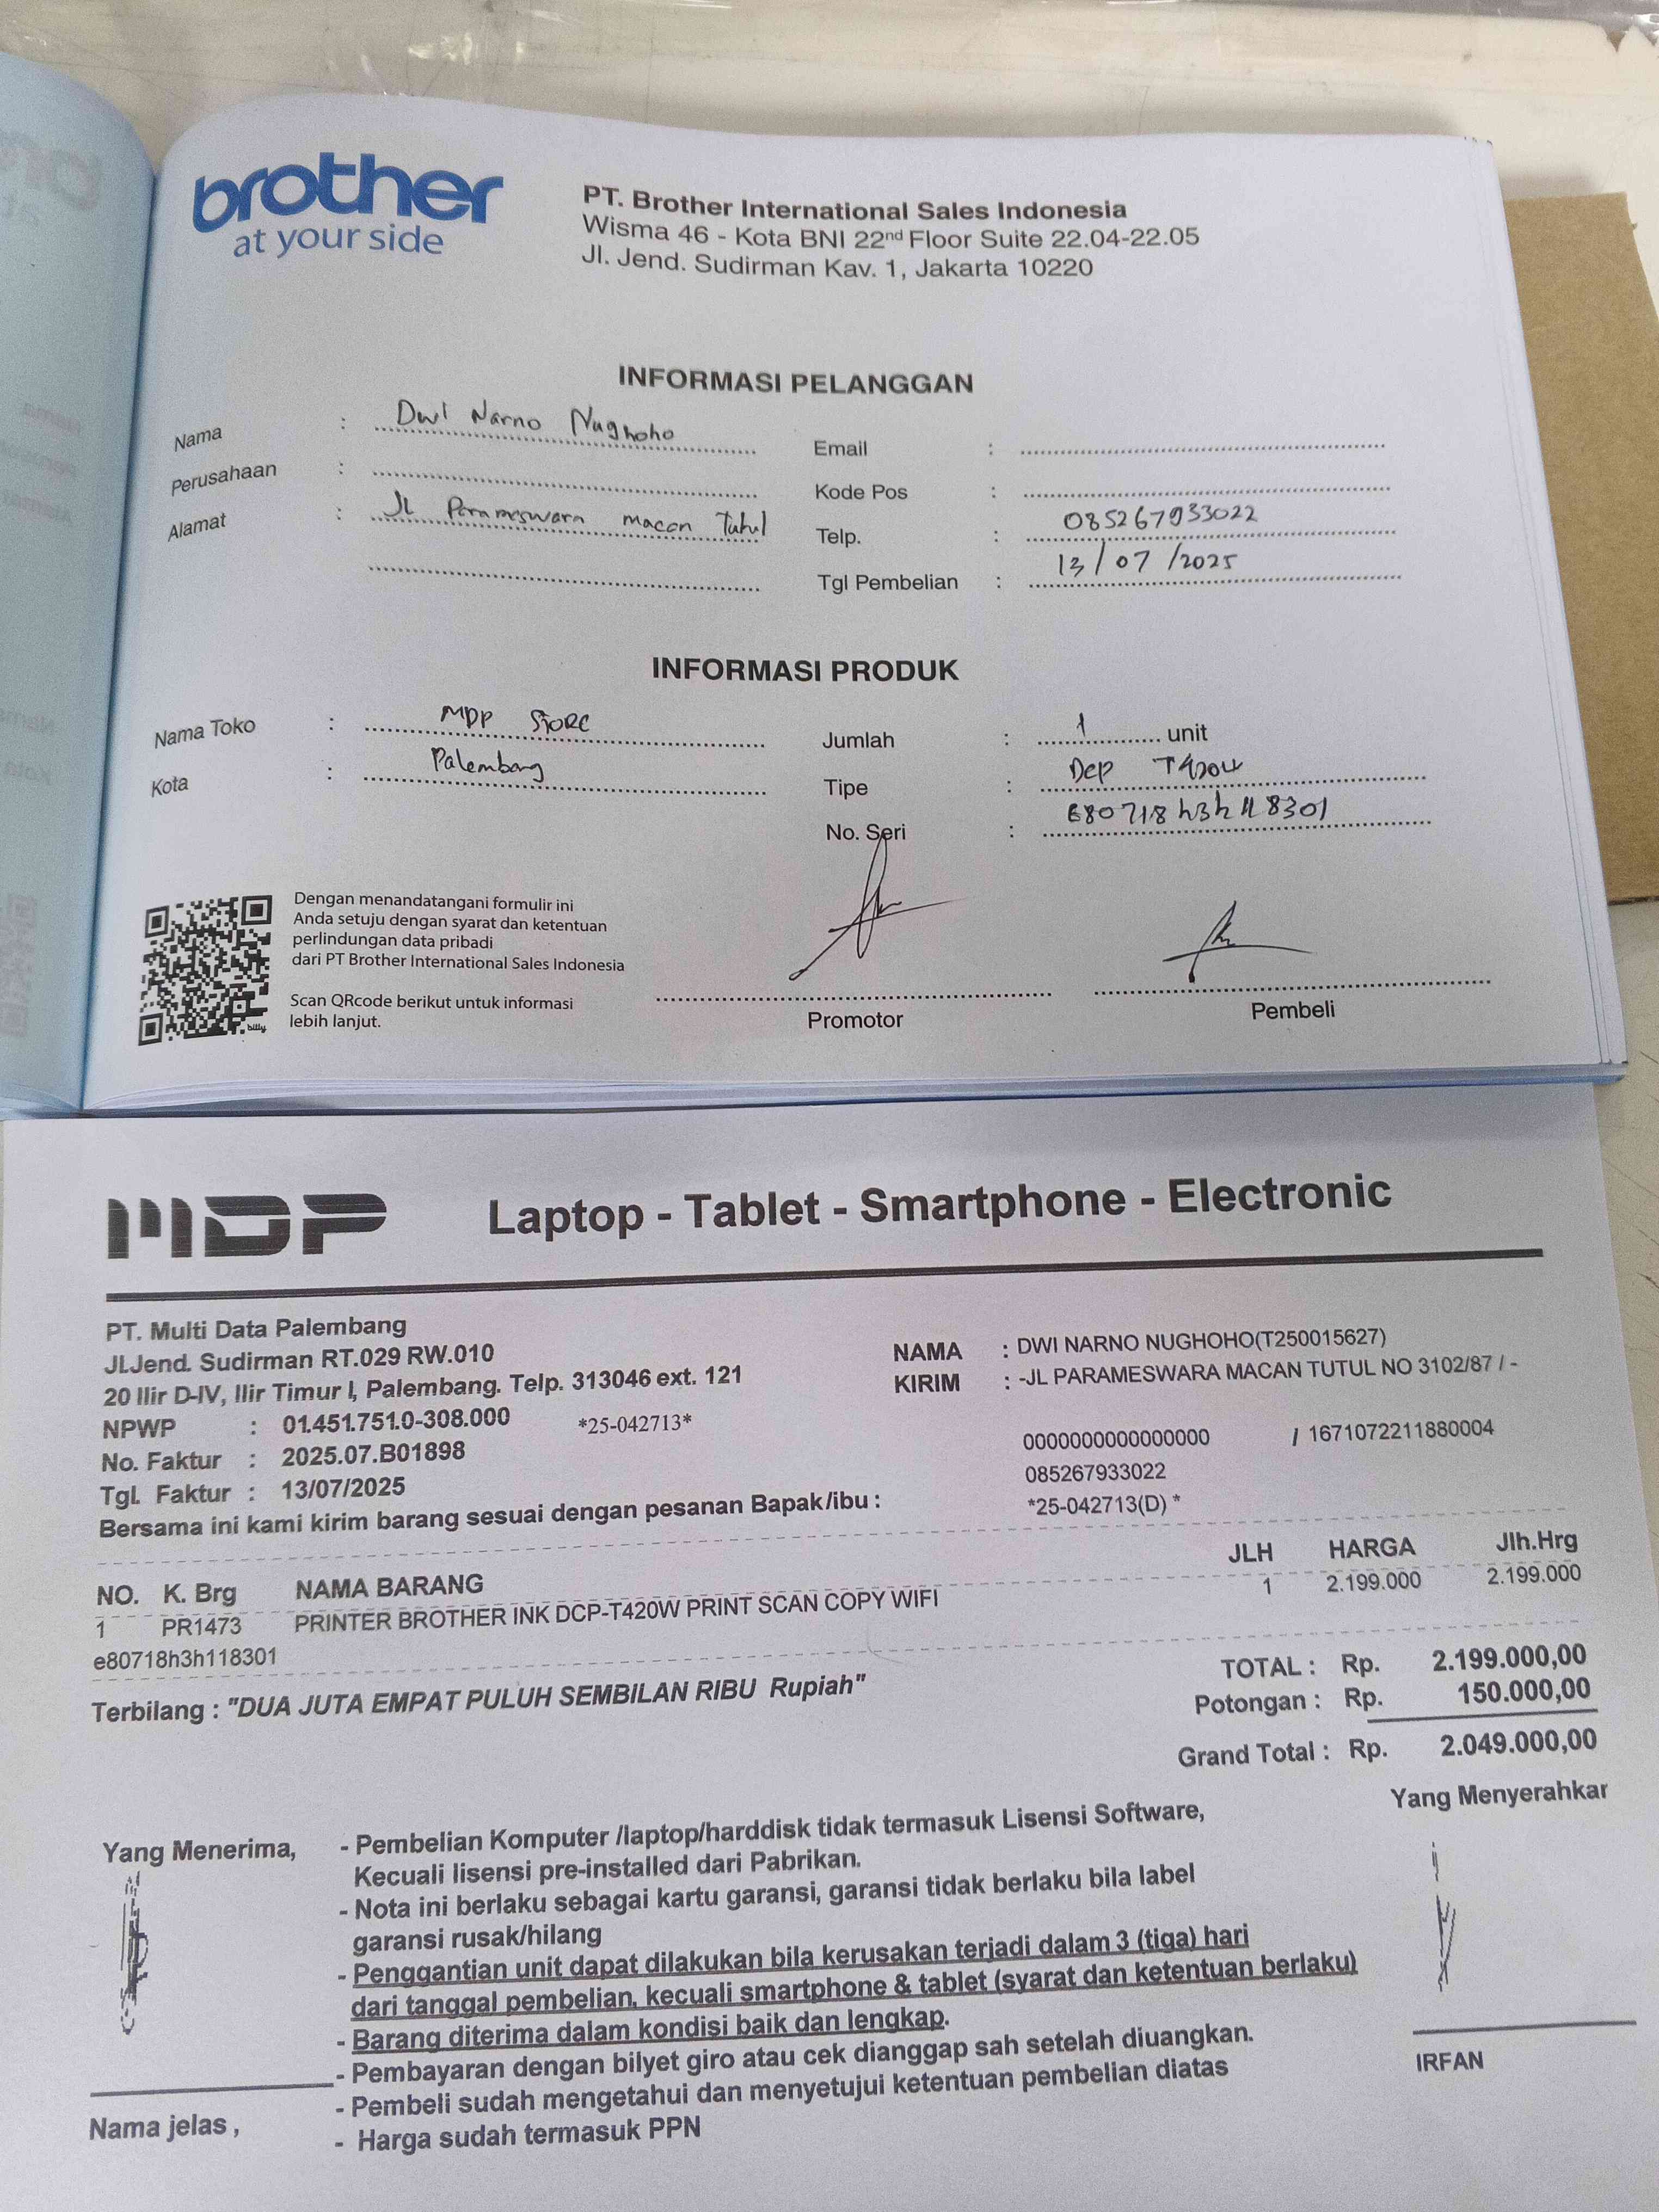 brother
at your side
PT. Brother International Sales Indonesia
Wisma 46 - Kota BNI 22nd Floor Suite 22.04-22.05
Jl. Jend. Sudirman Kav. 1, Jakarta 10220
INFORMASI PELANGGAN
Nama : Dwi Narno Nughoho
Perusahaan :
Alamat : Jl Parameswara macan Tutul
Email :
Kode Pos :
Telp. : 085267933022
Tgl Pembelian : 13/07/2025
INFORMASI PRODUK
Nama Toko : MDP Store
Kota : Palembang
Jumlah : 1 unit
Tipe : Dcp T420W
No. Seri : E80718h3h118301
Dengan menandatangani formulir ini
Anda setuju dengan syarat dan ketentuan
perlindungan data pribadi
dari PT Brother International Sales Indonesia
Scan QRcode berikut untuk informasi
lebih lanjut.
billy
Promotor
Pembeli
MDP Laptop - Tablet - Smartphone - Electronic
PT. Multi Data Palembang
Jl.Jend. Sudirman RT.029 RW.010
20 Ilir D-IV, Ilir Timur I, Palembang. Telp. 313046 ext. 121
NPWP : 01.451.751.0-308.000 *25-042713*
No. Faktur : 2025.07.B01898
Tgl. Faktur : 13/07/2025
Bersama ini kami kirim barang sesuai dengan pesanan Bapak/ibu :
NAMA : DWI NARNO NUGHOHO(T250015627)
KIRIM : -JL PARAMESWARA MACAN TUTUL NO 3102/87 / -
0000000000000000 / 1671072211880004
085267933022
*25-042713(D) *
NO. K. Brg NAMA BARANG JLH HARGA Jlh.Hrg
1 PR1473 PRINTER BROTHER INK DCP-T420W PRINT SCAN COPY WIFI 1 2.199.000 2.199.000
e80718h3h118301
Terbilang : "DUA JUTA EMPAT PULUH SEMBILAN RIBU Rupiah"
TOTAL : Rp. 2.199.000,00
Potongan : Rp. 150.000,00
Grand Total : Rp. 2.049.000,00
Yang Menerima,
Yang Menyerahkar
- Pembelian Komputer /laptop/harddisk tidak termasuk Lisensi Software,
Kecuali lisensi pre-installed dari Pabrikan.
- Nota ini berlaku sebagai kartu garansi, garansi tidak berlaku bila label
garansi rusak/hilang
- Penggantian unit dapat dilakukan bila kerusakan terjadi dalam 3 (tiga) hari
dari tanggal pembelian, kecuali smartphone & tablet (syarat dan ketentuan berlaku)
- Barang diterima dalam kondisi baik dan lengkap.
- Pembayaran dengan bilyet giro atau cek dianggap sah setelah diuangkan.
- Pembeli sudah mengetahui dan menyetujui ketentuan pembelian diatas
- Harga sudah termasuk PPN
Nama jelas ,
IRFAN